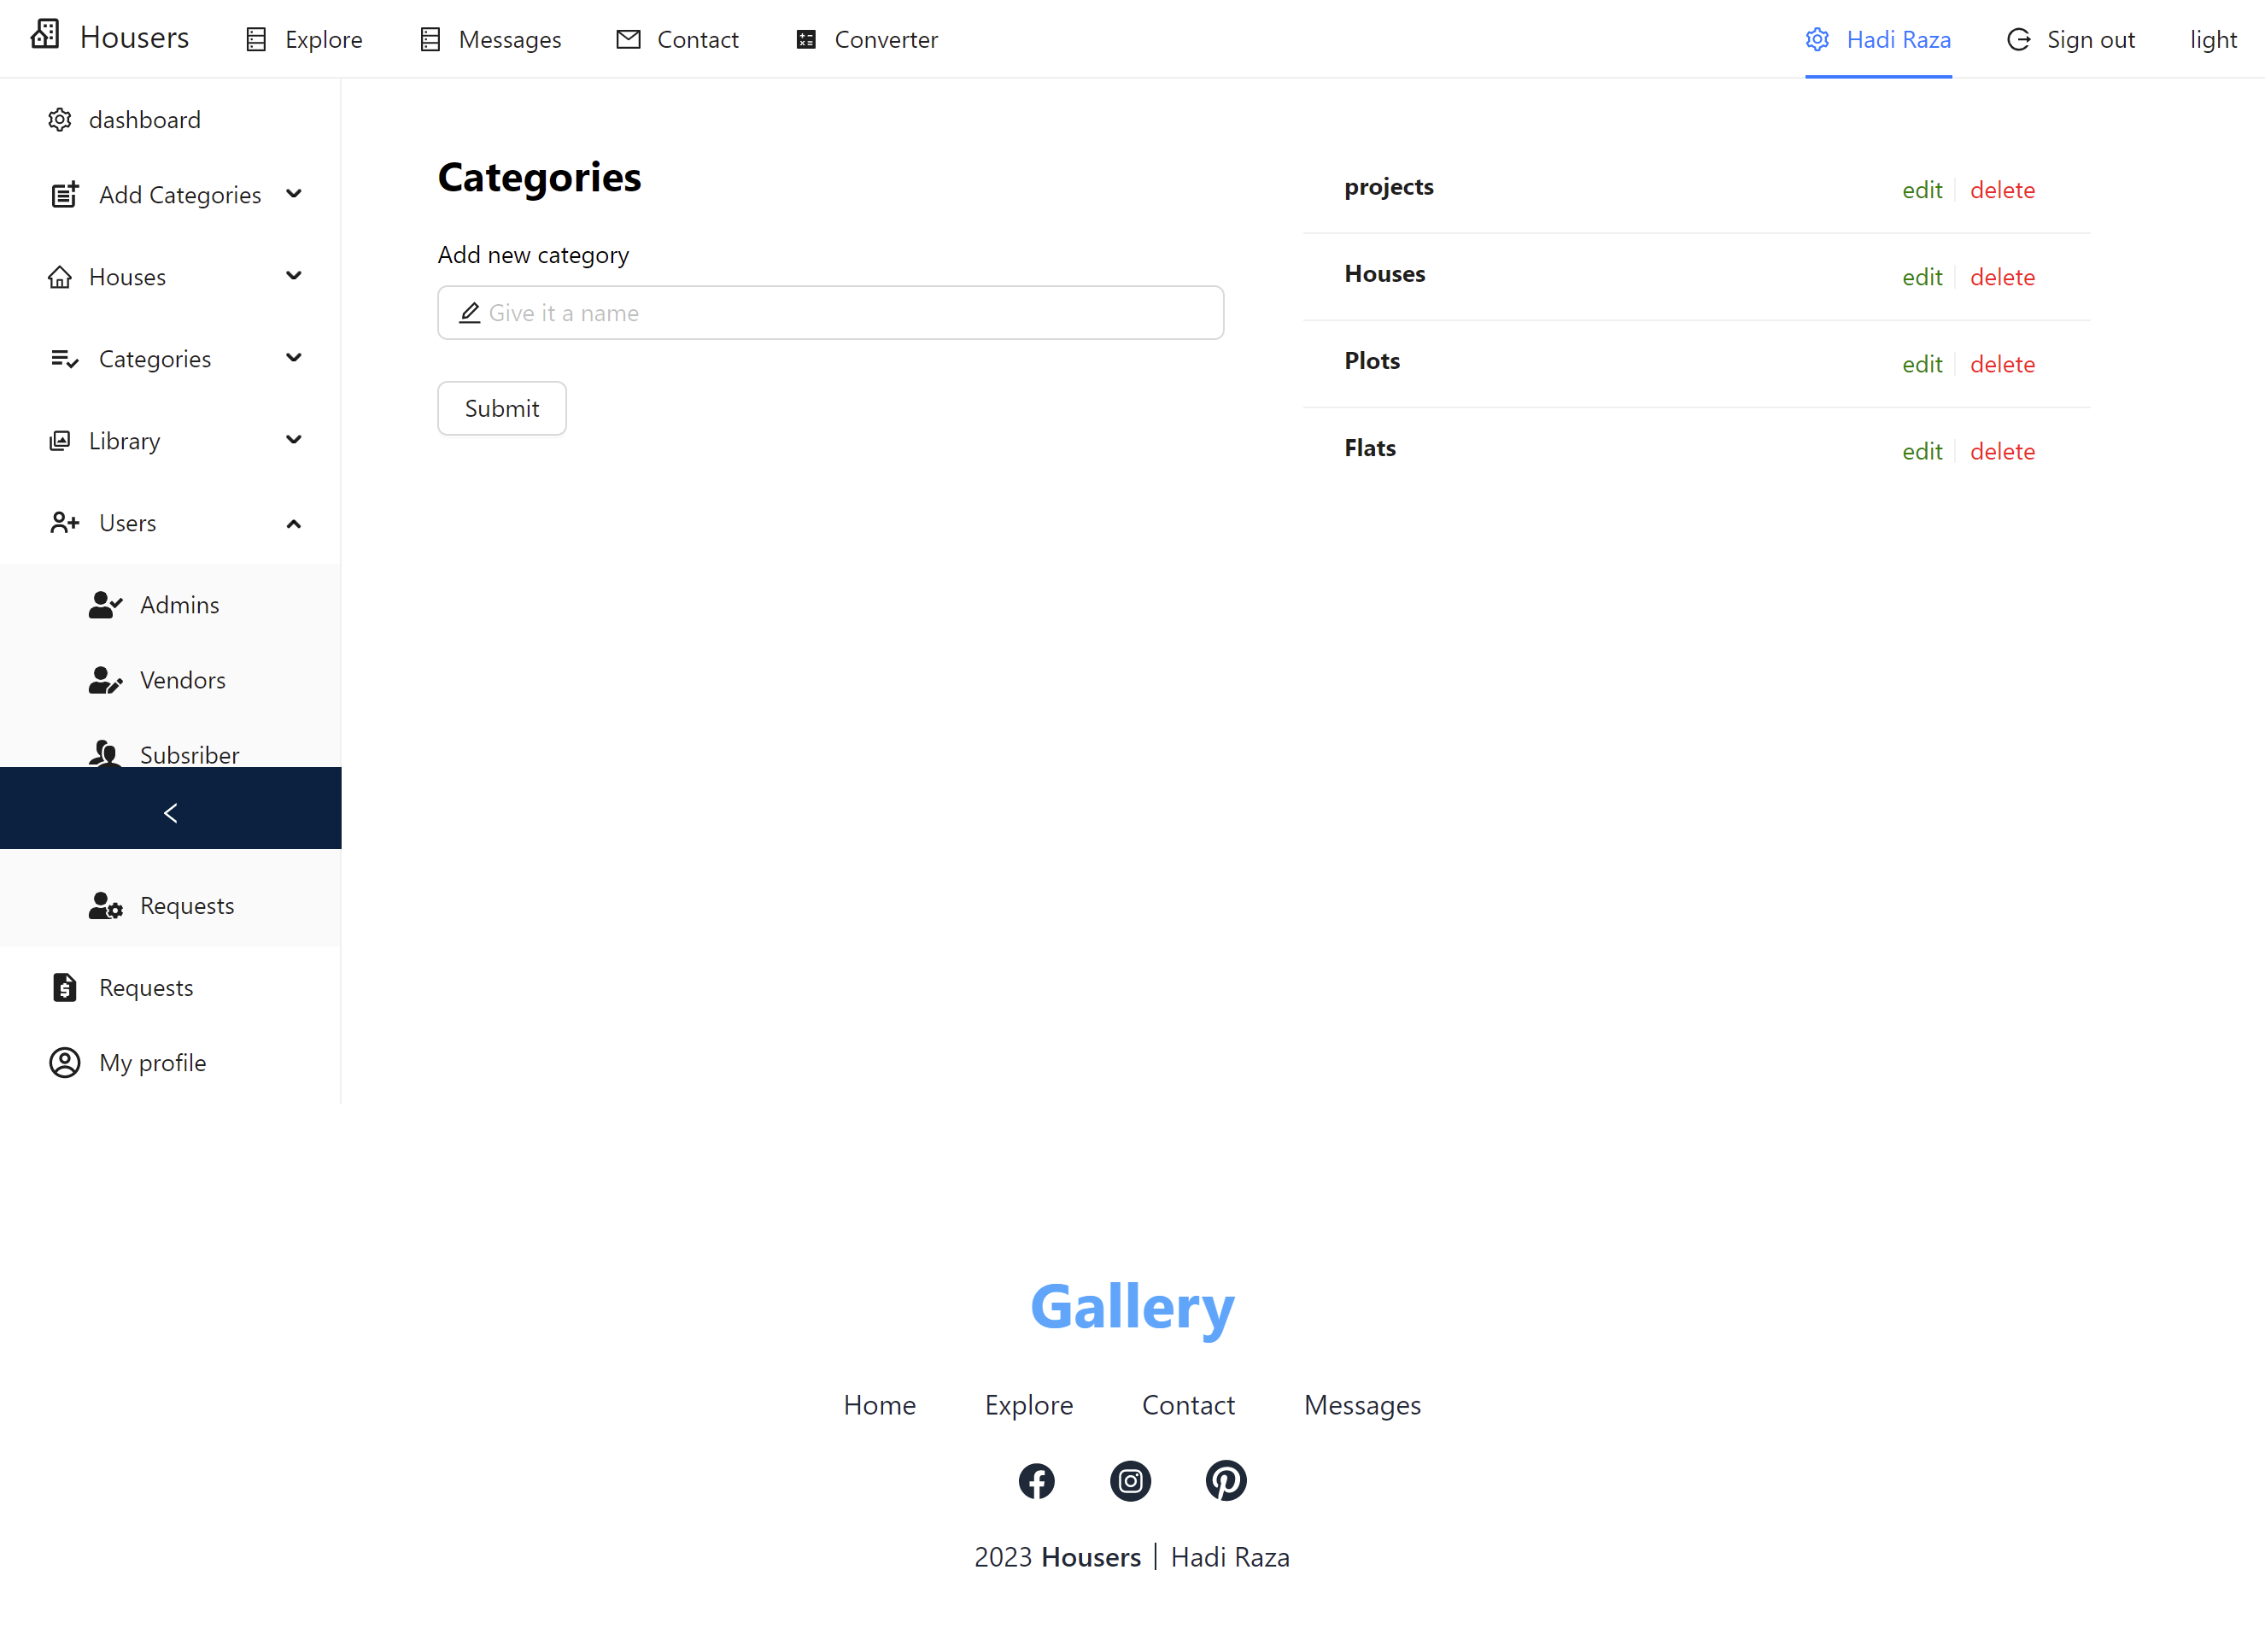 Housers Explore Messages Contact Converter Hadi Raza Sign out light
dashboard
Add Categories
Houses
Categories
Library
Users
Admins
Vendors
Subsriber
Requests
Requests
My profile
Categories
Add new category
Give it a name
Submit
projects edit delete
Houses edit delete
Plots edit delete
Flats edit delete
Gallery
Home Explore Contact Messages
2023 Housers | Hadi Raza